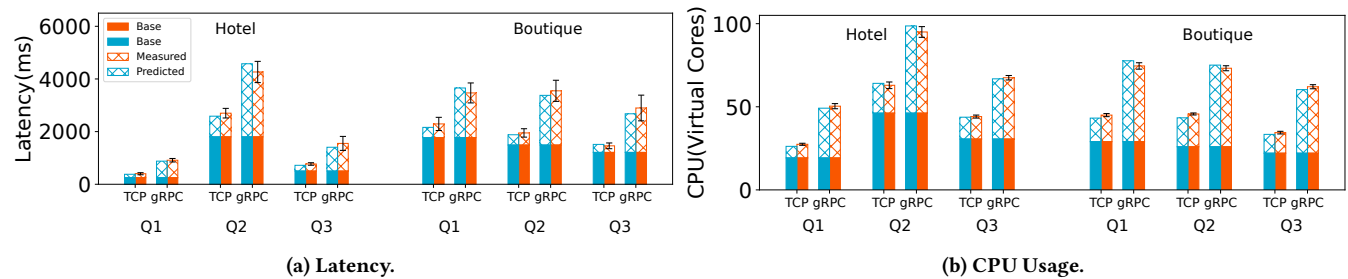 Latency(ms)
6000
4000
2000
0
Base
Base
Measured
Predicted
Hotel
Boutique
TCP gRPC
TCP gRPC
TCP gRPC
TCP gRPC
TCP gRPC
TCP gRPC
Q1
Q2
Q3
Q1
Q2
Q3
(a) Latency.
CPU(Virtual Cores)
100
50
0
Hotel
Boutique
TCP gRPC
TCP gRPC
TCP gRPC
TCP gRPC
TCP gRPC
TCP gRPC
Q1
Q2
Q3
Q1
Q2
Q3
(b) CPU Usage.